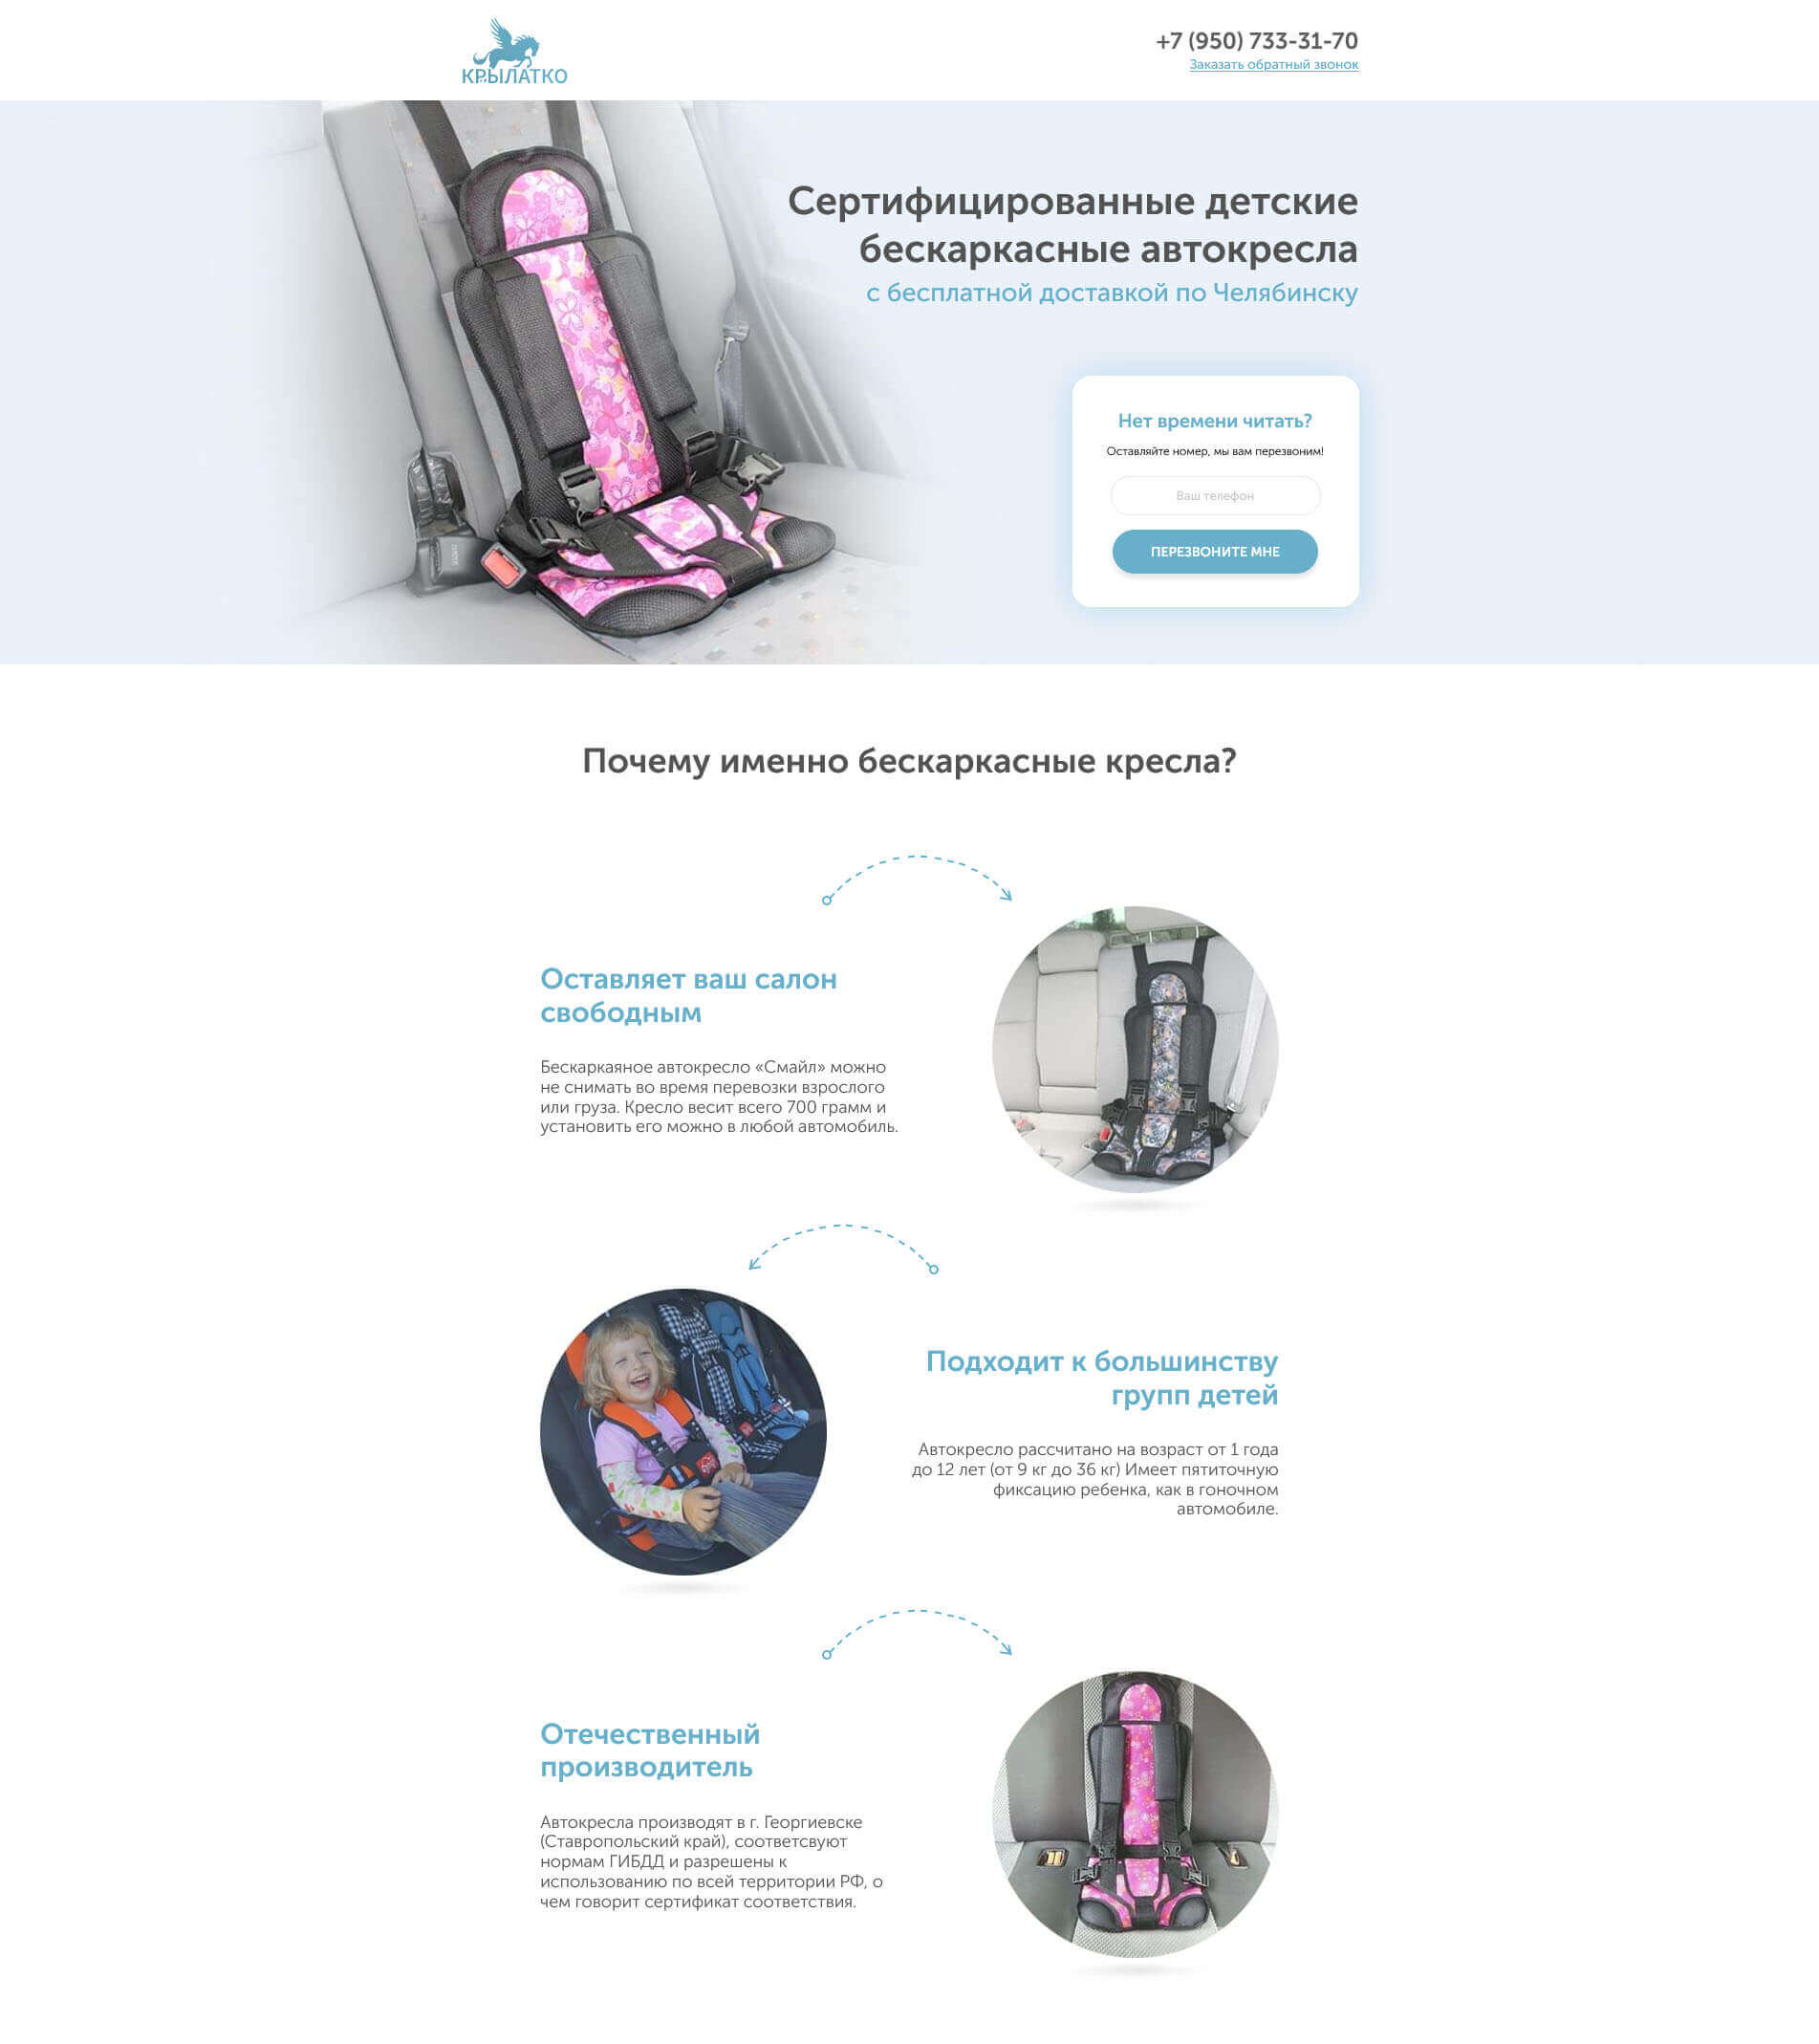 КРЫЛАТКО
+7 (950) 733-31-70
Заказать обратный звонок
Сертифицированные детские
бескаркасные автокресла
с бесплатной доставкой по Челябинску
Нет времени читать?
Оставляйте номер, мы вам перезвоним!
Ваш телефон
ПЕРЕЗВОНИТЕ МНЕ
Почему именно бескаркасные кресла?
Оставляет ваш салон
свободным
Бескаркаяное автокресло «Смайл» можно
не снимать во время перевозки взрослого
или груза. Кресло весит всего 700 грамм и
установить его можно в любой автомобиль.
Подходит к большинству
групп детей
Автокресло рассчитано на возраст от 1 года
до 12 лет (от 9 кг до 36 кг) Имеет пятиточную
фиксацию ребенка, как в гоночном
автомобиле.
Отечественный
производитель
Автокресла производят в г. Георгиевске
(Ставропольский край), соответсвуют
нормам ГИБДД и разрешены к
использованию по всей территории РФ, о
чем говорит сертификат соответствия.